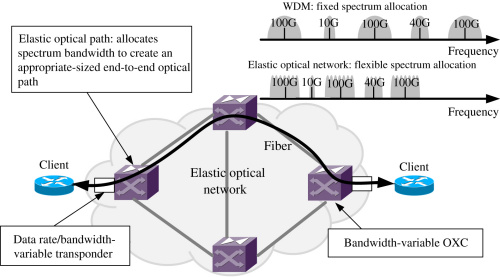 WDM: fixed spectrum allocation
100G 10G 100G 40G 100G
Frequency
Elastic optical network: flexible spectrum allocation
100G 10G 100G 40G 100G
Frequency
Elastic optical path: allocates
spectrum bandwidth to create an
appropriate-sized end-to-end optical
path
Client
Fiber
Elastic optical
network
Client
Data rate/bandwidth-
variable transponder
Bandwidth-variable OXC